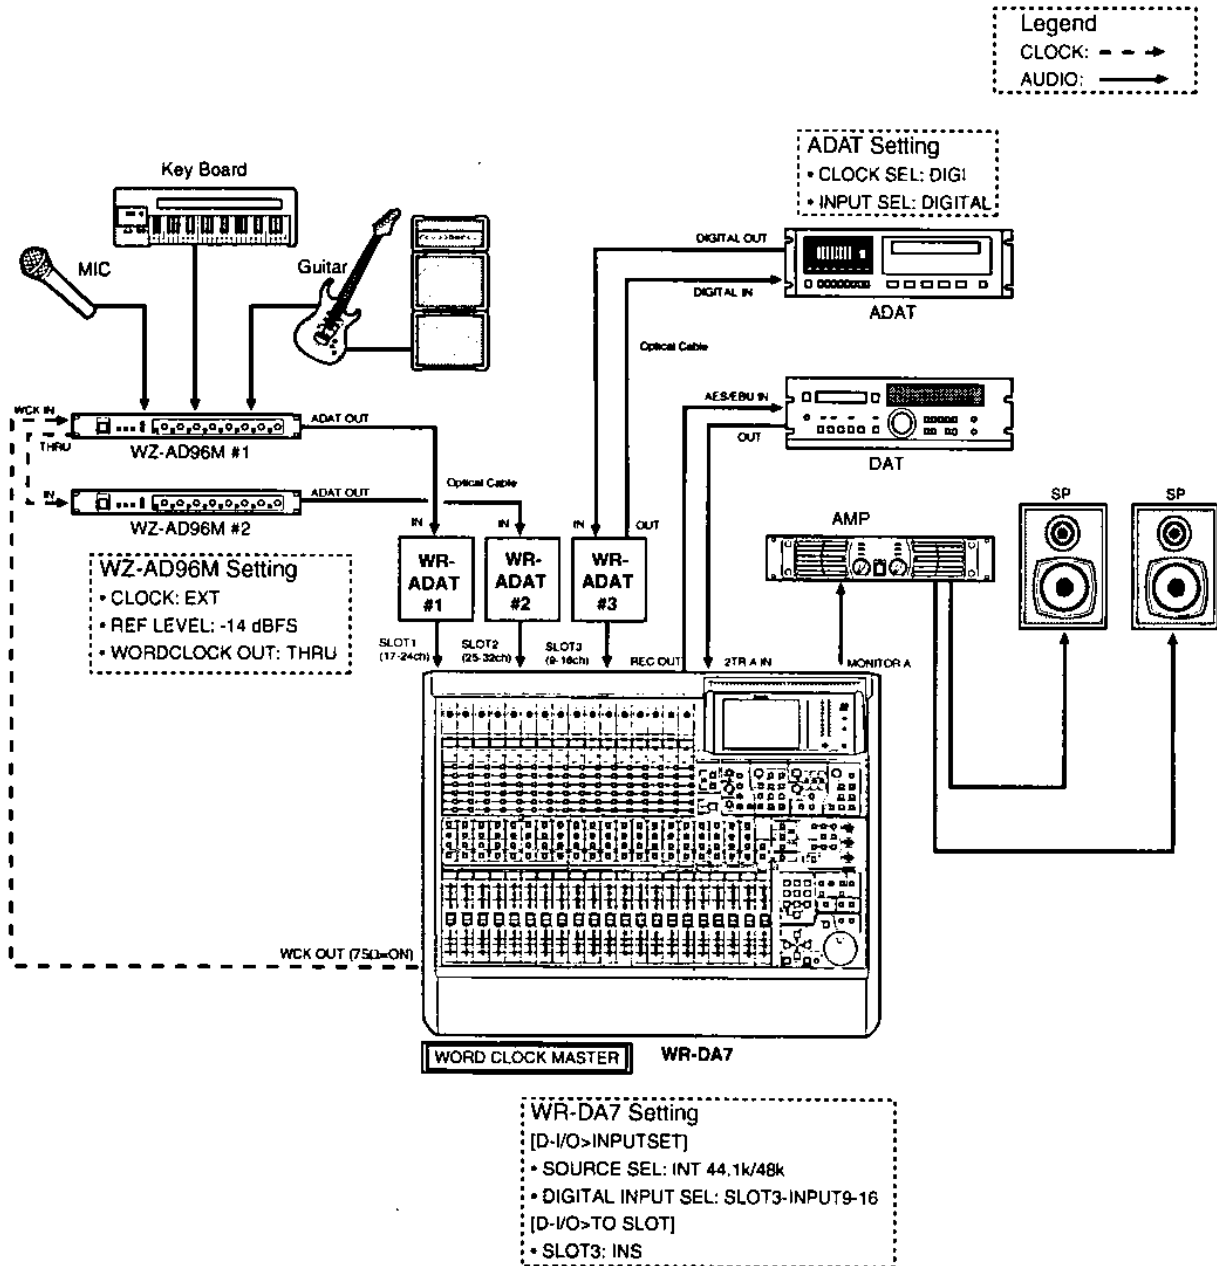 Legend
CLOCK:
AUDIO:
ADAT Setting
• CLOCK SEL: DIGI
• INPUT SEL: DIGITAL
Key Board
MIC
Guitar
DIGITAL OUT
DIGITAL IN
ADAT
Optical Cable
WCK IN
THRU
ADAT OUT
WZ-AD96M #1
AES/EBU IN
OUT
DAT
IN
ADAT OUT
Optical Cable
WZ-AD96M #2
SP
SP
AMP
IN
IN
IN
OUT
WR-
ADAT
#1
WR-
ADAT
#2
WR-
ADAT
#3
WZ-AD96M Setting
• CLOCK: EXT
• REF LEVEL: -14 dBFS
• WORDCLOCK OUT: THRU
SLOT1
(17-24ch)
SLOT2
(25-32ch)
SLOT3
(9-16ch)
REC OUT
2TR A IN
MONITOR A
WCK OUT (75Ω=ON)
WORD CLOCK MASTER
WR-DA7
WR-DA7 Setting
[D-I/O>INPUTSET]
• SOURCE SEL: INT 44.1k/48k
• DIGITAL INPUT SEL: SLOT3-INPUT9-16
[D-I/O>TO SLOT]
• SLOT3: INS